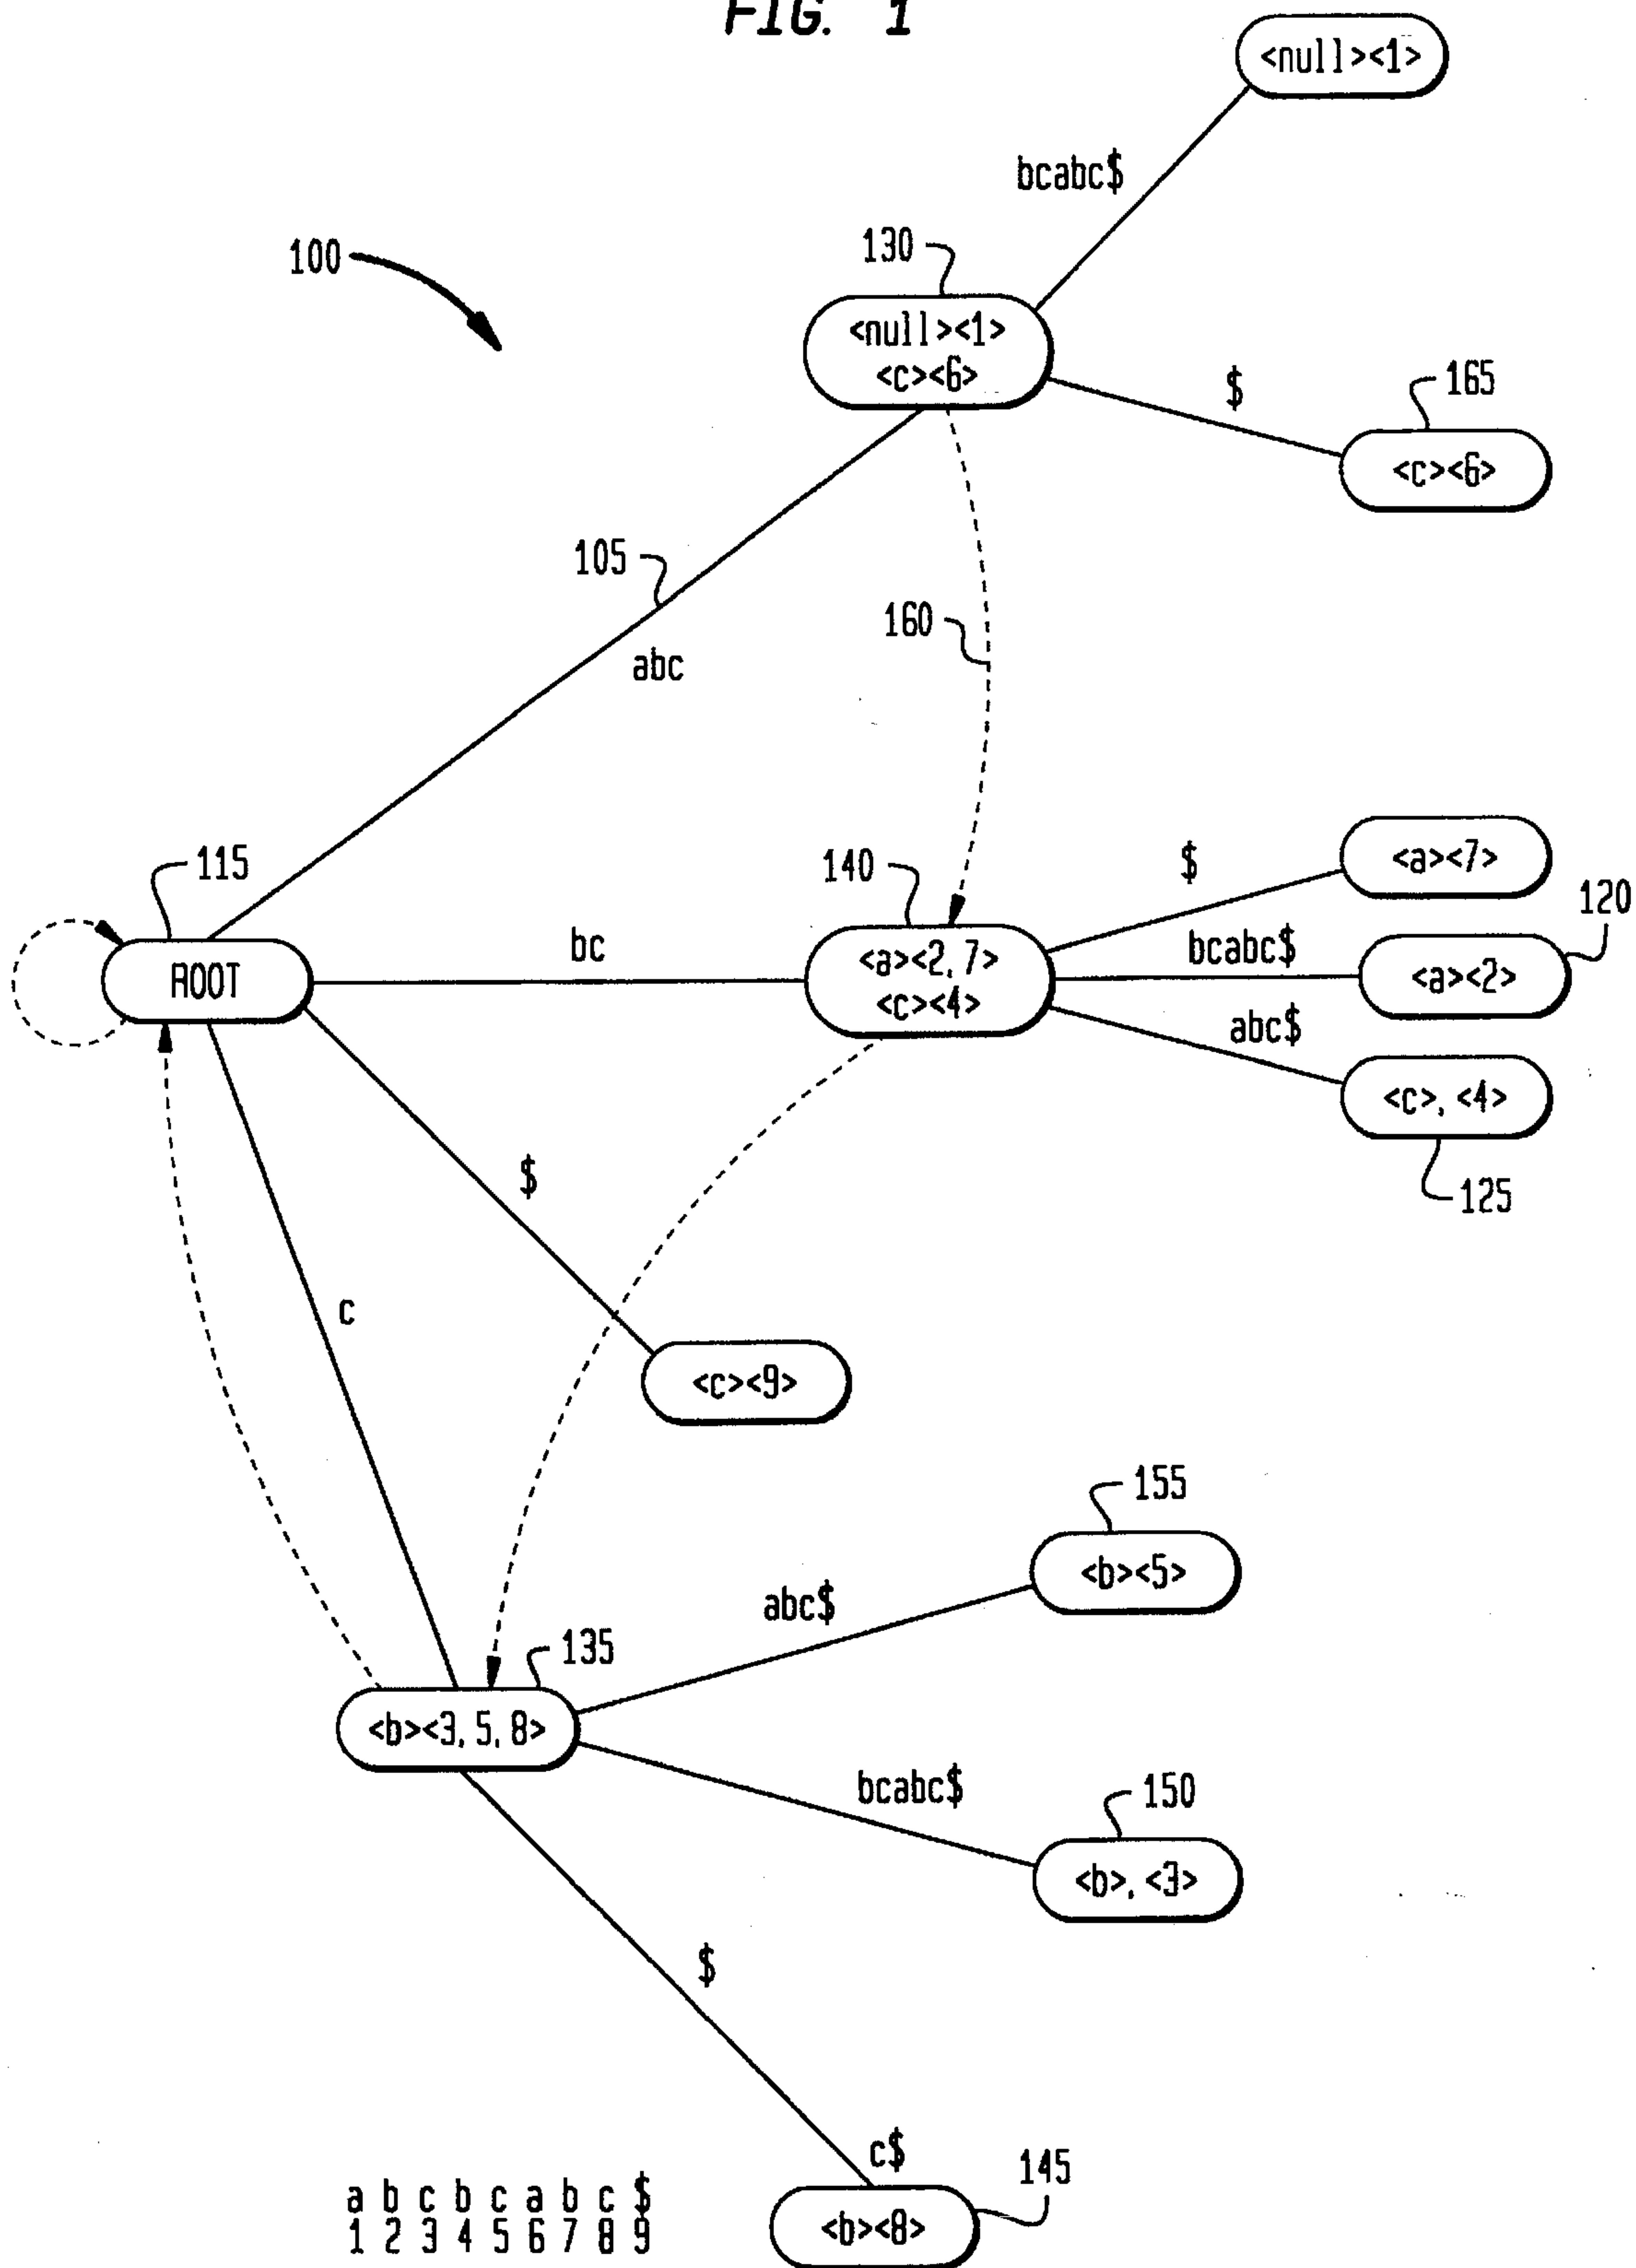 FIG. 1
<null><1>
bcabc$
130
100
<null><1>
<c><6>
$
165
<c><6>
105
160
abc
115
140
$
<a><7>
120
ROOT
bc
<a><2, 7>
<c><4>
bcabc$
<a><2>
abc$
<c>, <4>
125
$
c
<c><9>
155
<b><5>
abc$
135
<b><3, 5, 8>
bcabc$
150
<b>, <3>
$
c$
145
<b><8>
a b c b c a b c $
1 2 3 4 5 6 7 8 9